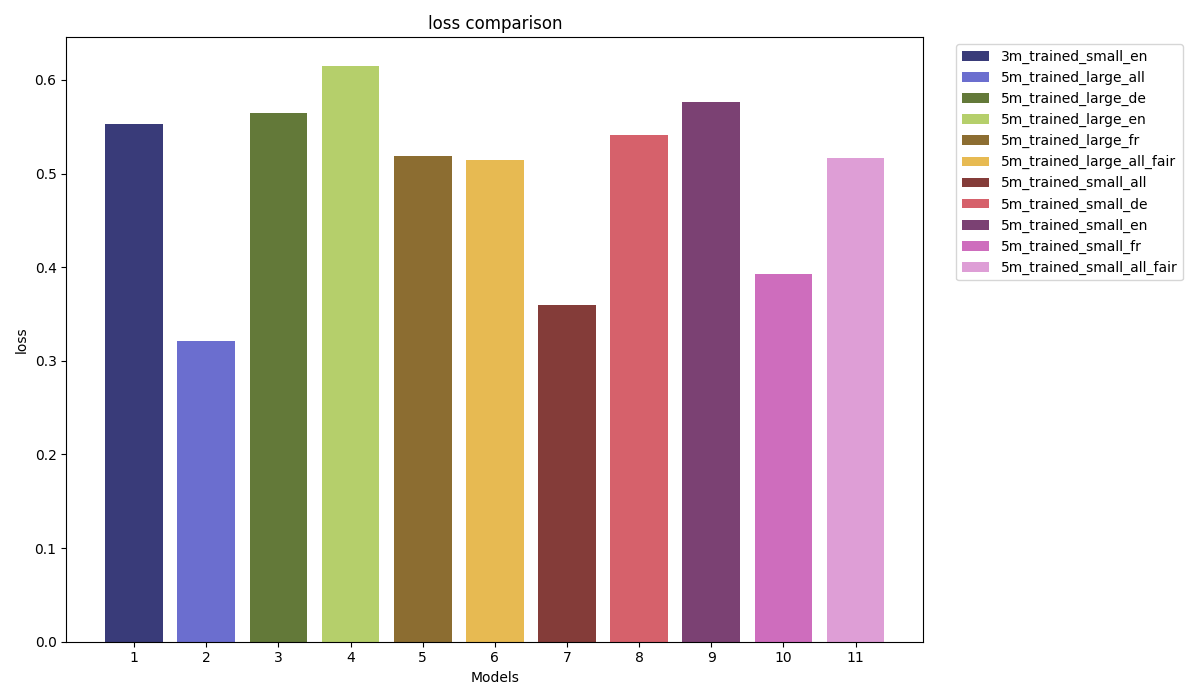 loss comparison
loss
0.6
0.5
0.4
0.3
0.2
0.1
0.0
1 2 3 4 5 6 7 8 9 10 11
Models
3m_trained_small_en
5m_trained_large_all
5m_trained_large_de
5m_trained_large_en
5m_trained_large_fr
5m_trained_large_all_fair
5m_trained_small_all
5m_trained_small_de
5m_trained_small_en
5m_trained_small_fr
5m_trained_small_all_fair